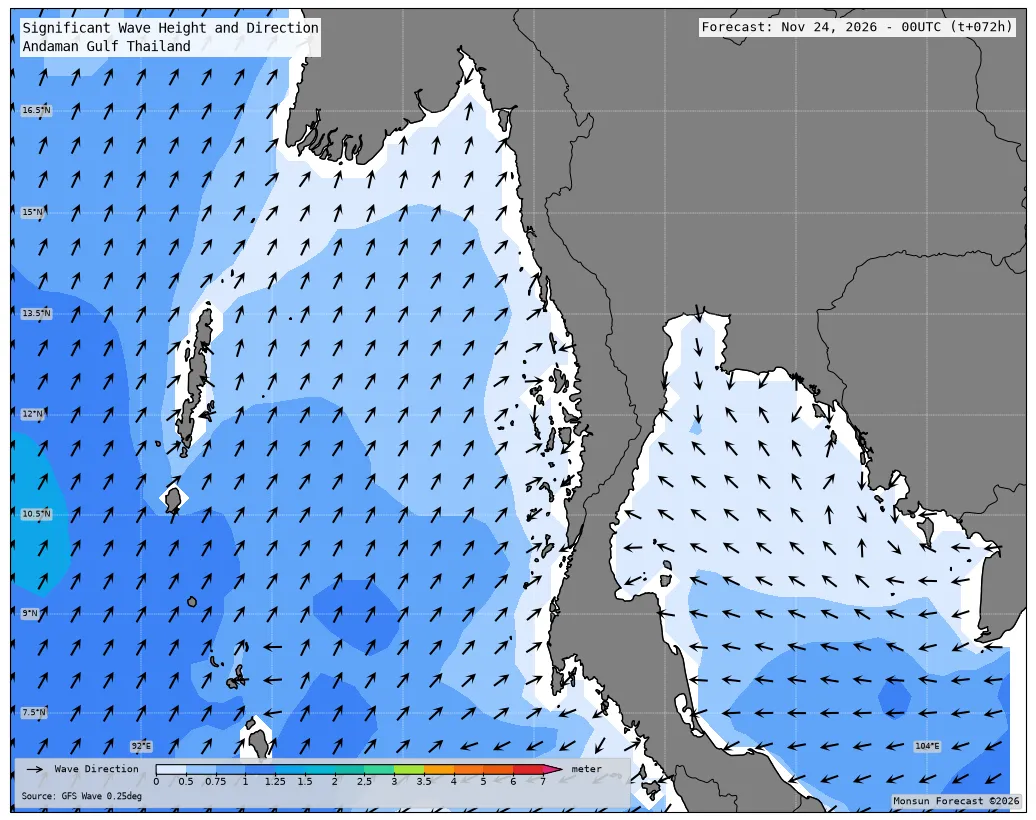 Significant Wave Height and Direction
Andaman Gulf Thailand
Forecast: Nov 24, 2026 - 00UTC (t+072h)
16.5°N
15°N
13.5°N
12°N
10.5°N
9°N
7.5°N
92°E
104°E
Wave Direction
0 0.5 0.75 1 1.25 1.5 2 2.5 3 3.5 4 5 6 7
meter
Source: GFS Wave 0.25deg
Monsun Forecast ©2026